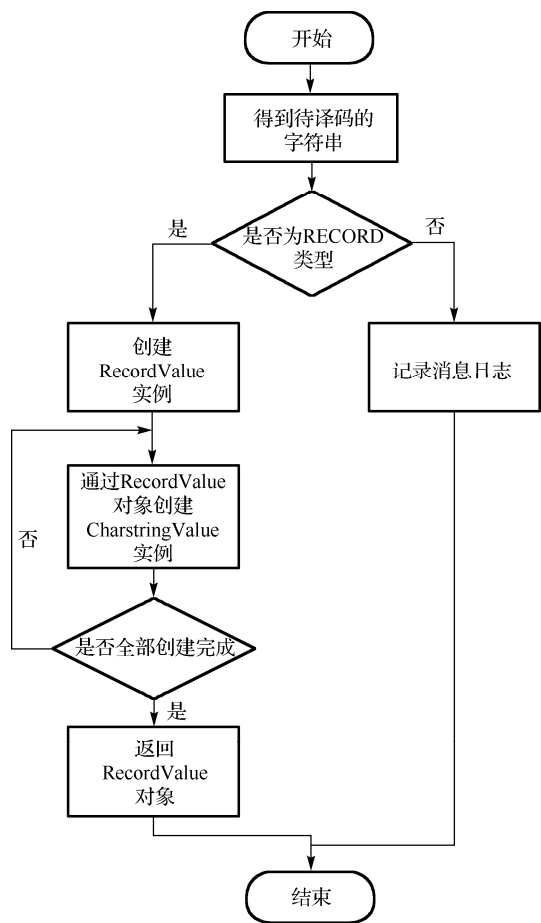 开始
得到待译码的
字符串
是否为RECORD
类型
是
否
创建
RecordValue
实例
记录消息日志
通过RecordValue
对象创建
CharstringValue
实例
否
是否全部创建完成
是
返回
RecordValue
对象
结束